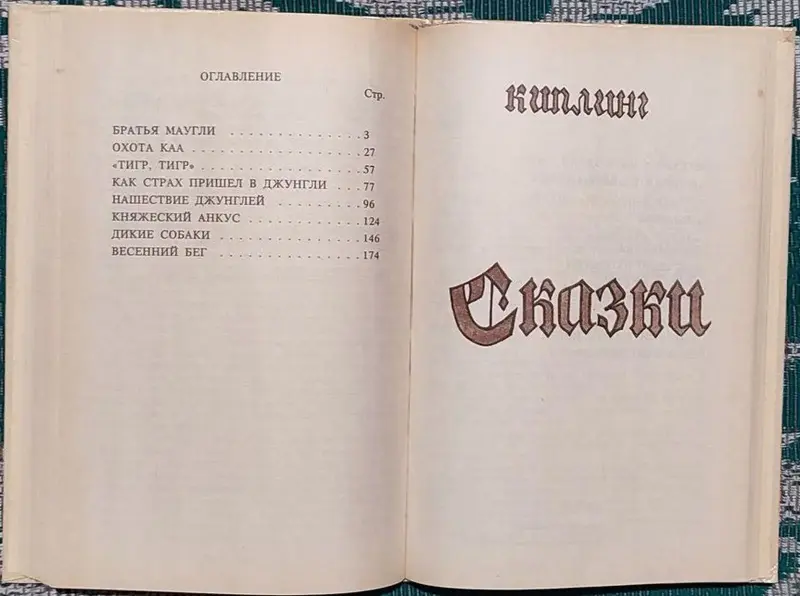 ОГЛАВЛЕНИЕ
Стр.
БРАТЬЯ МАУГЛИ . . . . . . . . . . . . . . . 3
ОХОТА КАА . . . . . . . . . . . . . . . . . . 27
«ТИГР, ТИГР» . . . . . . . . . . . . . . . . . 57
КАК СТРАХ ПРИШЕЛ В ДЖУНГЛИ . . . 77
НАШЕСТВИЕ ДЖУНГЛЕЙ . . . . . . . . . 96
КНЯЖЕСКИЙ АНКУС . . . . . . . . . . . . 124
ДИКИЕ СОБАКИ . . . . . . . . . . . . . . . 146
ВЕСЕННИЙ БЕГ . . . . . . . . . . . . . . . 174
киплинг
Сказки